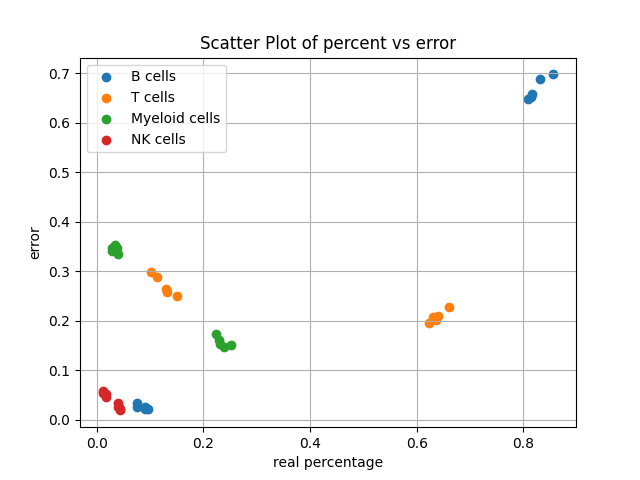 Scatter Plot of percent vs error
B cells
T cells
Myeloid cells
NK cells
error
0.7
0.6
0.5
0.4
0.3
0.2
0.1
0.0
0.0 0.2 0.4 0.6 0.8
real percentage